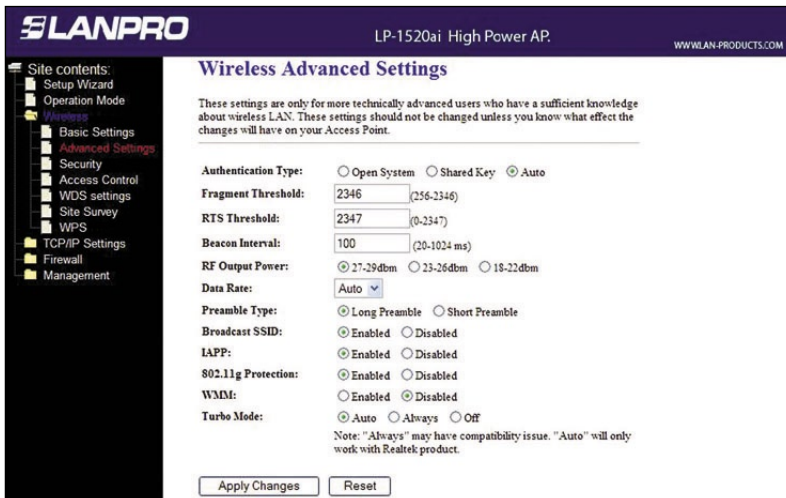 LANPRO
LP-1520ai High Power AP.
WWW.LAN-PRODUCTS.COM
Site contents:
Setup Wizard
Operation Mode
Wireless
Basic Settings
Advanced Settings
Security
Access Control
WDS settings
Site Survey
WPS
TCP/IP Settings
Firewall
Management
Wireless Advanced Settings
These settings are only for more technically advanced users who have a sufficient knowledge
about wireless LAN. These settings should not be changed unless you know what effect the
changes will have on your Access Point.
Authentication Type: Open System Shared Key Auto
Fragment Threshold: 2346 (256-2346)
RTS Threshold: 2347 (0-2347)
Beacon Interval: 100 (20-1024 ms)
RF Output Power: 27-29dbm 23-26dbm 18-22dbm
Data Rate: Auto
Preamble Type: Long Preamble Short Preamble
Broadcast SSID: Enabled Disabled
IAPP: Enabled Disabled
802.11g Protection: Enabled Disabled
WMM: Enabled Disabled
Turbo Mode: Auto Always Off
Note: "Always" may have compatibility issue. "Auto" will only
work with Realtek product.
Apply Changes Reset